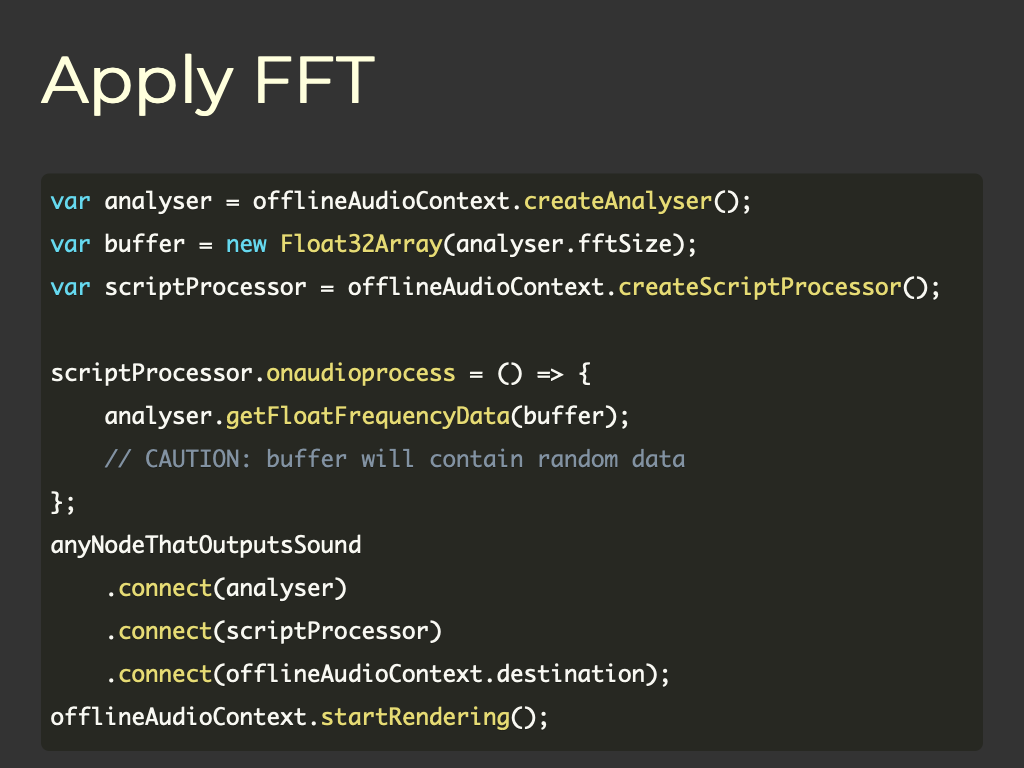 Apply FFT
var analyser = offlineAudioContext.createAnalyser();
var buffer = new Float32Array(analyser.fftSize);
var scriptProcessor = offlineAudioContext.createScriptProcessor();
scriptProcessor.onaudioprocess = () => {
    analyser.getFloatFrequencyData(buffer);
    // CAUTION: buffer will contain random data
};
anyNodeThatOutputsSound
    .connect(analyser)
    .connect(scriptProcessor)
    .connect(offlineAudioContext.destination);
offlineAudioContext.startRendering();